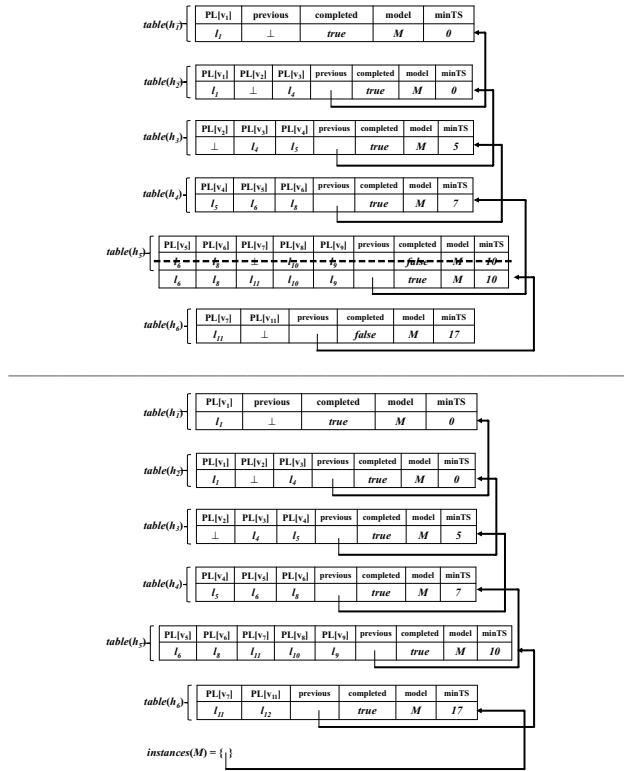 PL[v₁] previous completed model minTS
table(h₁) l₁ ⊥ true M 0
PL[v₁] PL[v₂] PL[v₃] previous completed model minTS
table(h₂) l₁ ⊥ l₄ true M 0
PL[v₂] PL[v₃] PL[v₄] previous completed model minTS
table(h₃) ⊥ l₄ l₅ true M 5
PL[v₄] PL[v₅] PL[v₆] previous completed model minTS
table(h₄) l₅ l₆ l₈ true M 7
PL[v₅] PL[v₆] PL[v₇] PL[v₈] PL[v₉] previous completed model minTS
table(h₅) l₆ l₈ ⊥ l₁₀ l₉ false M 10
l₆ l₈ l₁₁ l₁₀ l₉ true M 10
PL[v₇] PL[v₁₁] previous completed model minTS
table(h₆) l₁₁ ⊥ false M 17
PL[v₁] previous completed model minTS
table(h₁) l₁ ⊥ true M 0
PL[v₁] PL[v₂] PL[v₃] previous completed model minTS
table(h₂) l₁ ⊥ l₄ true M 0
PL[v₂] PL[v₃] PL[v₄] previous completed model minTS
table(h₃) ⊥ l₄ l₅ true M 5
PL[v₄] PL[v₅] PL[v₆] previous completed model minTS
table(h₄) l₅ l₆ l₈ true M 7
PL[v₅] PL[v₆] PL[v₇] PL[v₈] PL[v₉] previous completed model minTS
table(h₅) l₆ l₈ l₁₁ l₁₀ l₉ true M 10
PL[v₇] PL[v₁₁] previous completed model minTS
table(h₆) l₁₁ l₁₂ true M 17
instances(M) = { }